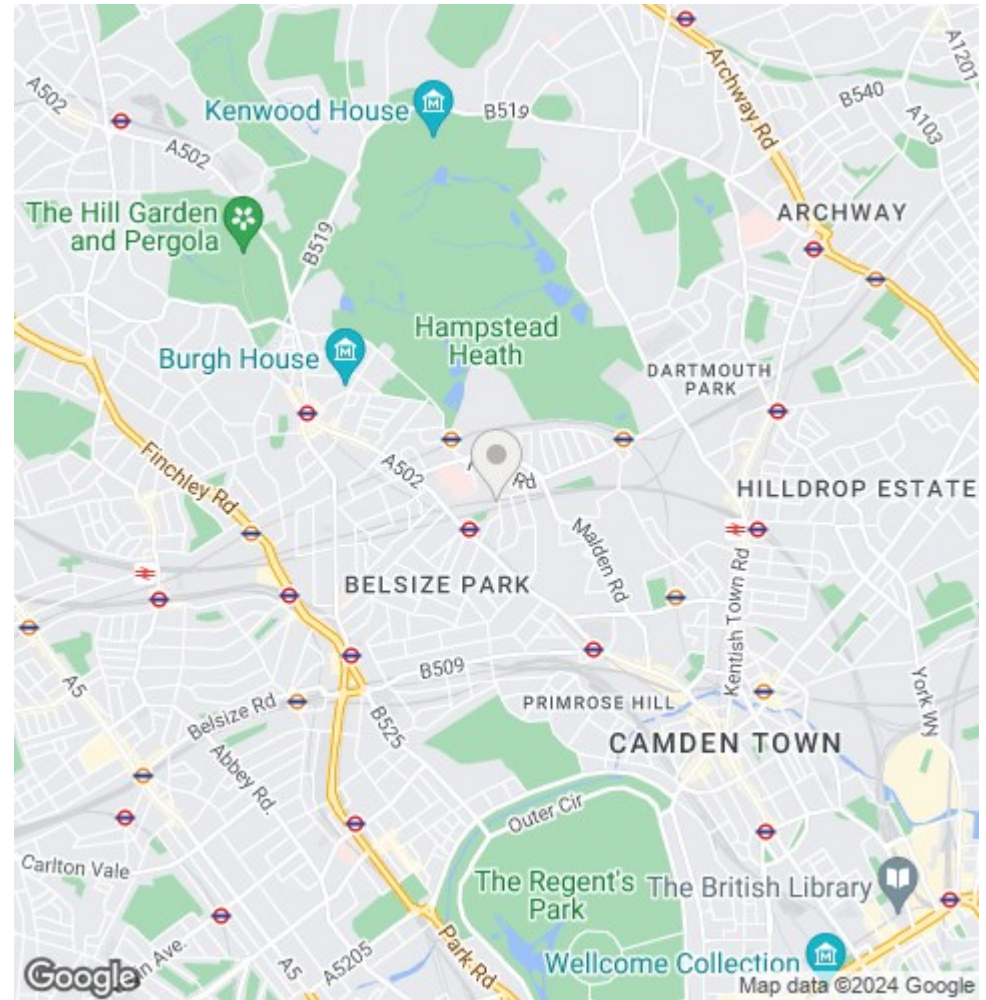 A1201
Archway Rd
A502
B540
Kenwood House
B519
A103
A502
The Hill Garden
and Pergola
ARCHWAY
B519
Hampstead
Heath
Burgh House
DARTMOUTH
PARK
A502
Rd
Finchley Rd
HILLDROP ESTATE
Malden Rd
BELSIZE PARK
Kentish Town Rd
B509
A5
York WN
PRIMROSE HILL
Belsize Rd
B525
CAMDEN TOWN
Abbey Rd.
Outer Cir
Carlton Vale
The Regent's
Park
The British Library
Park Rd
Ave.
A5
A5205
Wellcome Collection
Google
Map data ©2024 Google